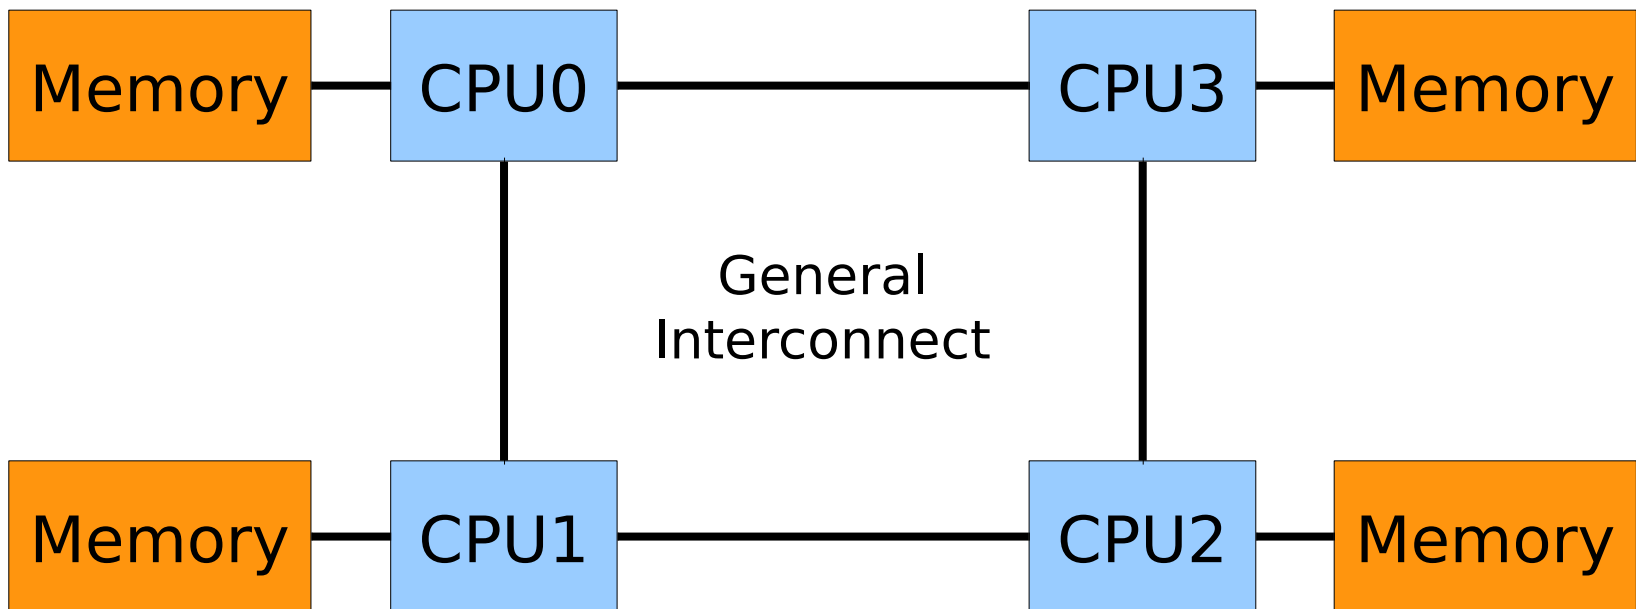 Memory CPU0 CPU3 Memory
General
Interconnect
Memory CPU1 CPU2 Memory